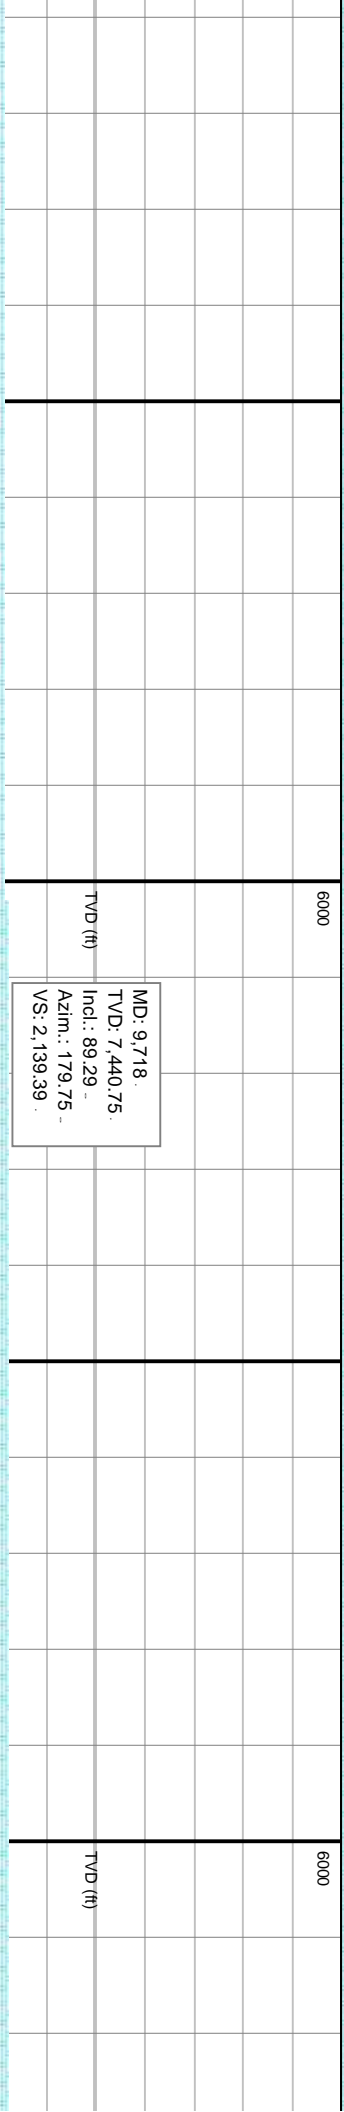 6000
TVD (ft)
MD: 9,718
TVD: 7,440.75
Incl.: 89.29
Azim.: 179.75
VS: 2,139.39
6000
TVD (ft)